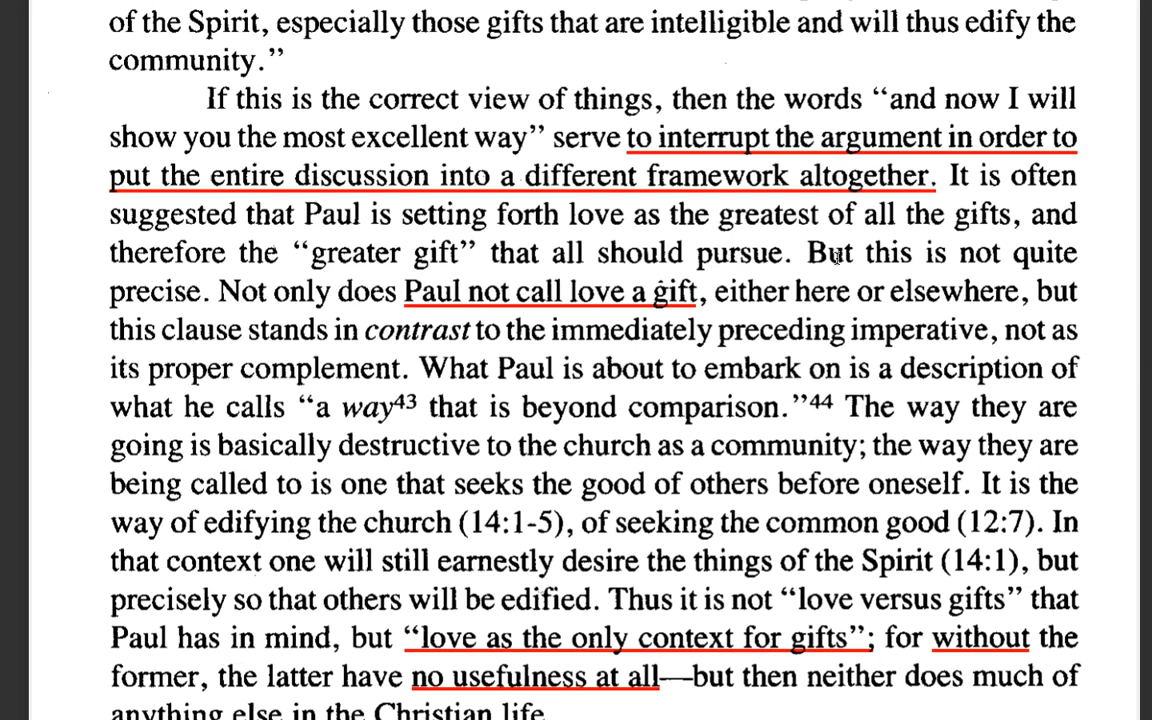 of the Spirit, especially those gifts that are intelligible and will thus edify the
community.”
If this is the correct view of things, then the words “and now I will
show you the most excellent way” serve to interrupt the argument in order to
put the entire discussion into a different framework altogether. It is often
suggested that Paul is setting forth love as the greatest of all the gifts, and
therefore the “greater gift” that all should pursue. But this is not quite
precise. Not only does Paul not call love a gift, either here or elsewhere, but
this clause stands in contrast to the immediately preceding imperative, not as
its proper complement. What Paul is about to embark on is a description of
what he calls “a way43 that is beyond comparison.”44 The way they are
going is basically destructive to the church as a community; the way they are
being called to is one that seeks the good of others before oneself. It is the
way of edifying the church (14:1-5), of seeking the common good (12:7). In
that context one will still earnestly desire the things of the Spirit (14:1), but
precisely so that others will be edified. Thus it is not “love versus gifts” that
Paul has in mind, but “love as the only context for gifts”; for without the
former, the latter have no usefulness at all—but then neither does much of
anything else in the Christian life